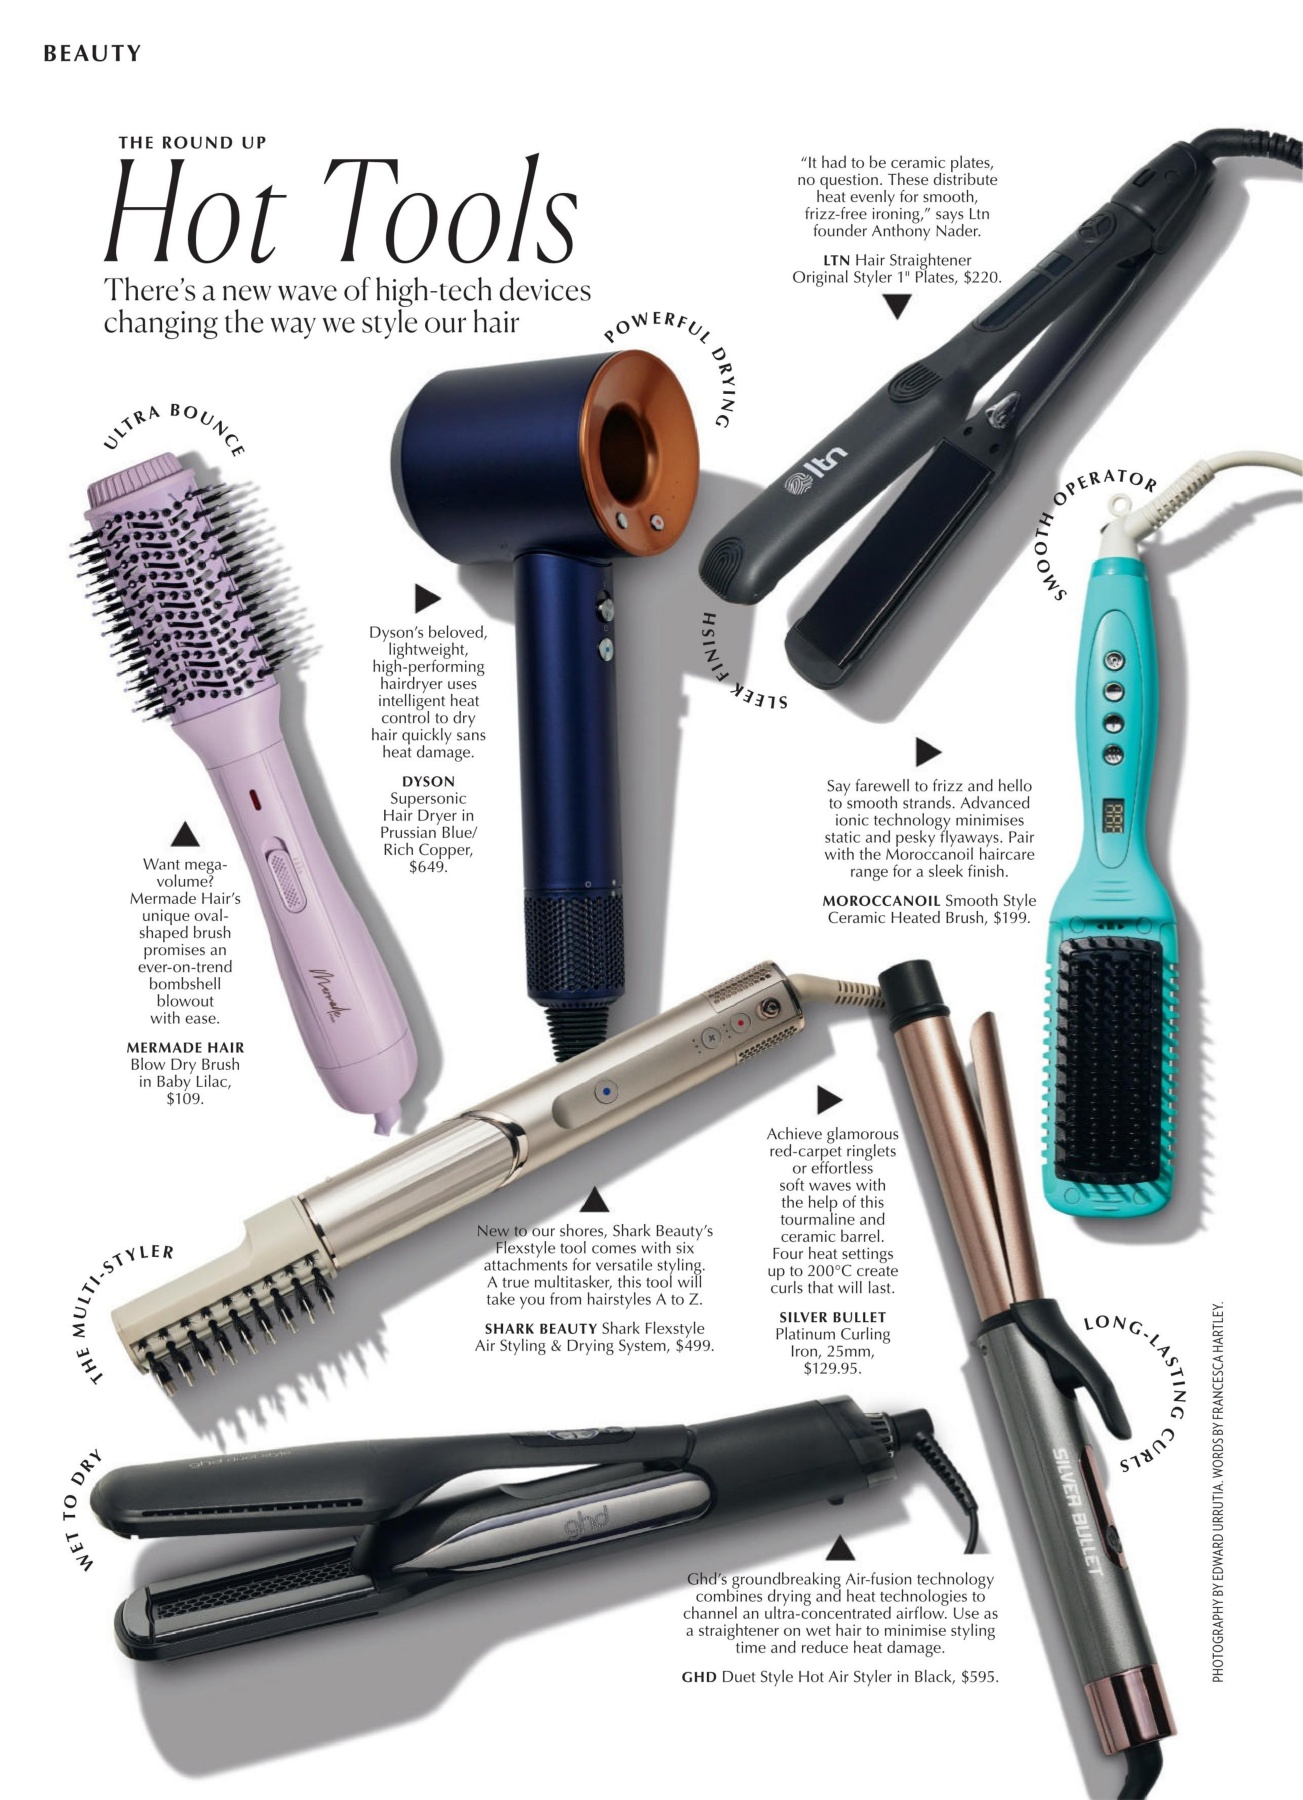 BEAUTY
THE ROUND UP
Hot Tools
There's a new wave of high-tech devices
changing the way we style our hair
"It had to be ceramic plates,
no question. These distribute
heat evenly for smooth,
frizz-free ironing," says Ltn
founder Anthony Nader.
LTN Hair Straightener
Original Styler 1" Plates, $220.
POWERFUL DRYING
ULTRA BOUNCE
ltn
SMOOTH OPERATOR
SLEEK FINISH
Dyson's beloved,
lightweight,
high-performing
hairdryer uses
intelligent heat
control to dry
hair quickly sans
heat damage.
DYSON
Supersonic
Hair Dryer in
Prussian Blue/
Rich Copper,
$649.
Say farewell to frizz and hello
to smooth strands. Advanced
ionic technology minimises
static and pesky flyaways. Pair
with the Moroccanoil haircare
range for a sleek finish.
MOROCCANOIL Smooth Style
Ceramic Heated Brush, $199.
Want mega-
volume?
Mermade Hair's
unique oval-
shaped brush
promises an
ever-on-trend
bombshell
blowout
with ease.
MERMADE HAIR
Blow Dry Brush
in Baby Lilac,
$109.
Mermade
Achieve glamorous
red-carpet ringlets
or effortless
soft waves with
the help of this
tourmaline and
ceramic barrel.
Four heat settings
up to 200°C create
curls that will last.
SILVER BULLET
Platinum Curling
Iron, 25mm,
$129.95.
New to our shores, Shark Beauty's
Flexstyle tool comes with six
attachments for versatile styling.
A true multitasker, this tool will
take you from hairstyles A to Z.
SHARK BEAUTY Shark Flexstyle
Air Styling & Drying System, $499.
THE MULTI-STYLER
LONG-LASTING CURLS
WET TO DRY
ghd
SILVER BULLET
Ghd's groundbreaking Air-fusion technology
combines drying and heat technologies to
channel an ultra-concentrated airflow. Use as
a straightener on wet hair to minimise styling
time and reduce heat damage.
GHD Duet Style Hot Air Styler in Black, $595.
PHOTOGRAPHY BY EDWARD URRUTIA. WORDS BY FRANCESCA HARTLEY.